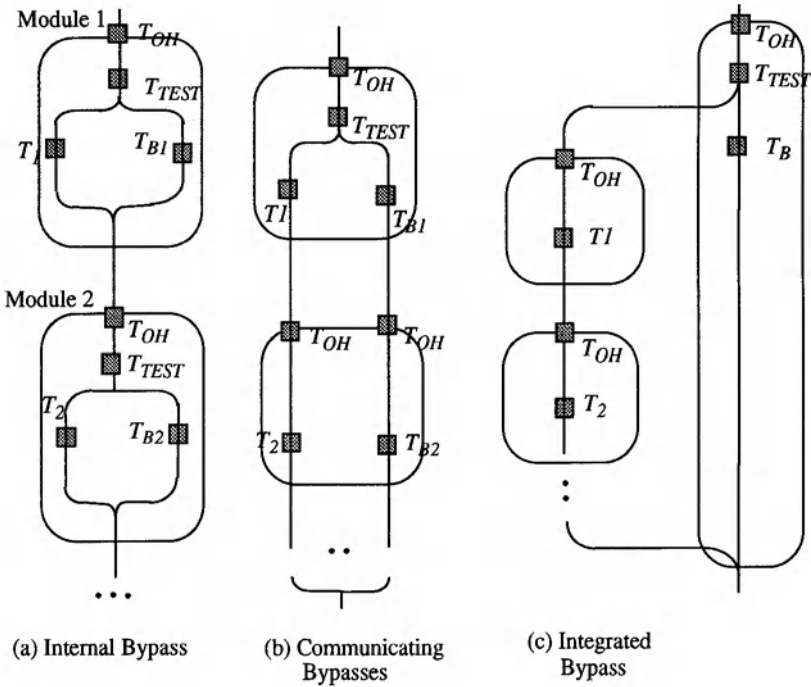 Module 1
T_OH
T_TEST
T_1
T_B1
Module 2
T_OH
T_TEST
T_2
T_B2
...
(a) Internal Bypass
T_OH
T_TEST
T1
T_B1
T_OH
T_OH
T_2
T_B2
..
(b) Communicating
Bypasses
T_OH
T_TEST
T_B
T_OH
T1
T_OH
T_2
:
(c) Integrated
Bypass